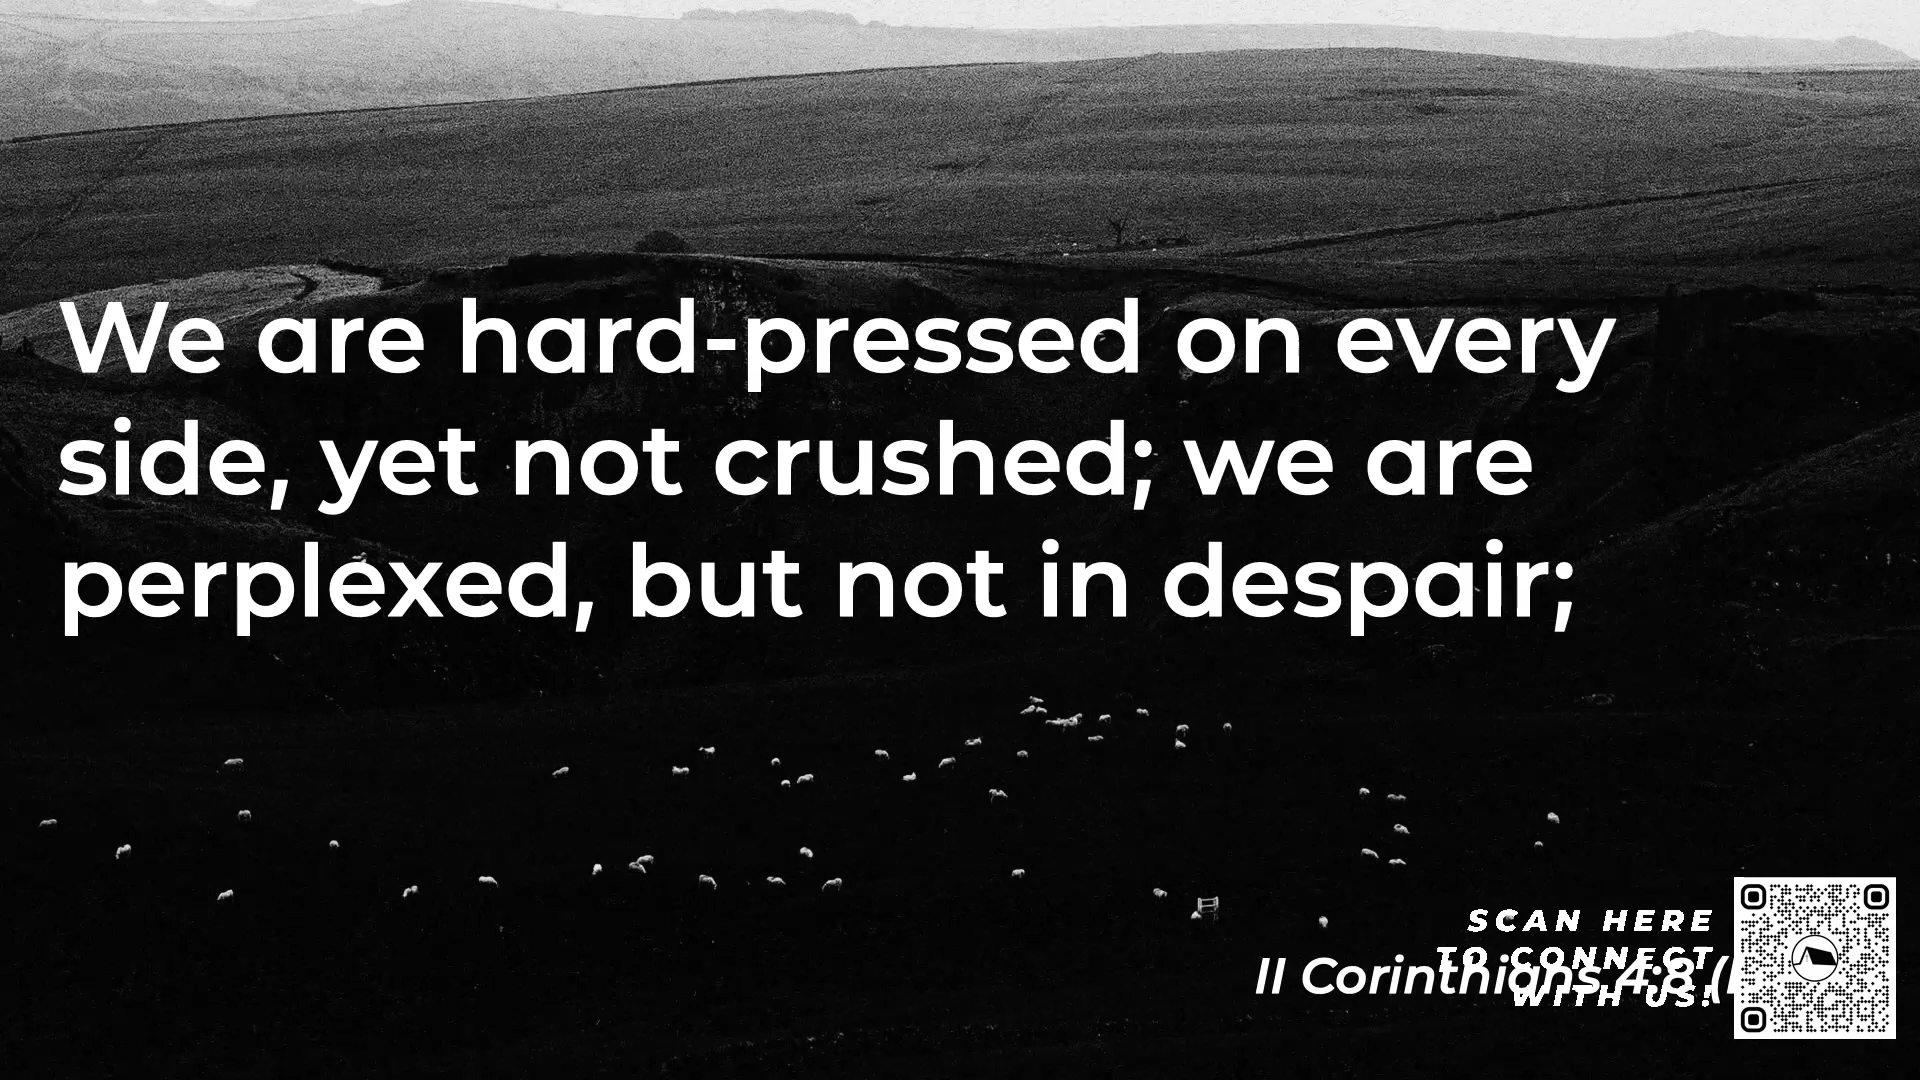 We are hard-pressed on every
side, yet not crushed; we are
perplexed, but not in despair;
SCAN HERE
TO CONNECT
WITH US!
II Corinthians 4:8